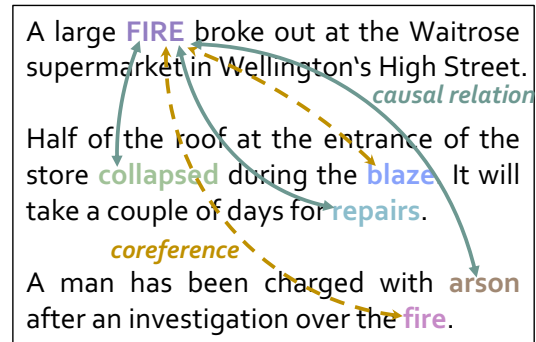 A large FIRE broke out at the Waitrose
supermarket in Wellington‘s High Street.
causal relation
Half of the roof at the entrance of the
store collapsed during the blaze. It will
take a couple of days for repairs.
coreference
A man has been charged with arson
after an investigation over the fire.